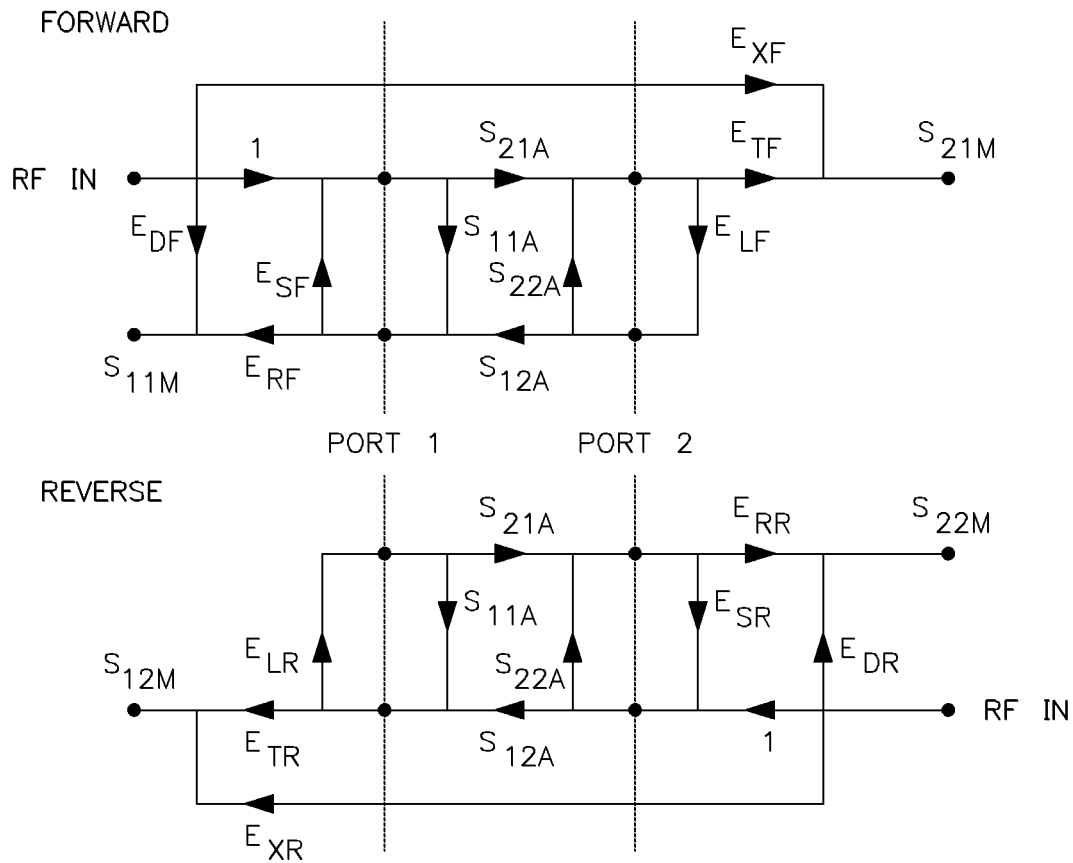 FORWARD
E XF
1
S 21A
E TF
S 21M
RF IN
E DF
E SF
S 11A
S 22A
E LF
S 11M
E RF
S 12A
PORT 1
PORT 2
REVERSE
S 21A
E RR
S 22M
S 11A
E SR
S 12M
E LR
S 22A
E DR
E TR
S 12A
1
RF IN
E XR